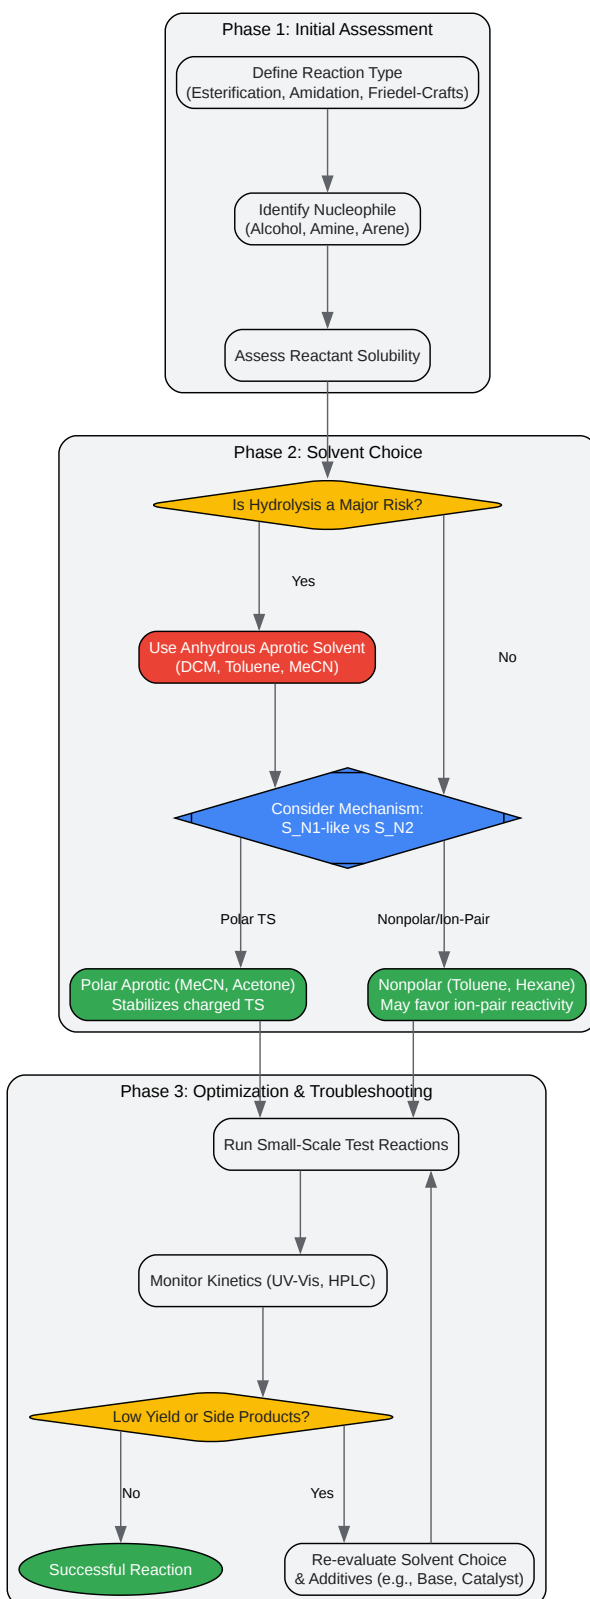 Phase 1: Initial Assessment
Define Reaction Type
(Esterification, Amidation, Friedel-Crafts)
Identify Nucleophile
(Alcohol, Amine, Arene)
Assess Reactant Solubility
Phase 2: Solvent Choice
Is Hydrolysis a Major Risk?
Yes
Use Anhydrous Aprotic Solvent
(DCM, Toluene, MeCN)
No
Consider Mechanism:
S_N1-like vs S_N2
Polar TS
Nonpolar/Ion-Pair
Polar Aprotic (MeCN, Acetone)
Stabilizes charged TS
Nonpolar (Toluene, Hexane)
May favor ion-pair reactivity
Phase 3: Optimization & Troubleshooting
Run Small-Scale Test Reactions
Monitor Kinetics (UV-Vis, HPLC)
Low Yield or Side Products?
No
Yes
Successful Reaction
Re-evaluate Solvent Choice
& Additives (e.g., Base, Catalyst)